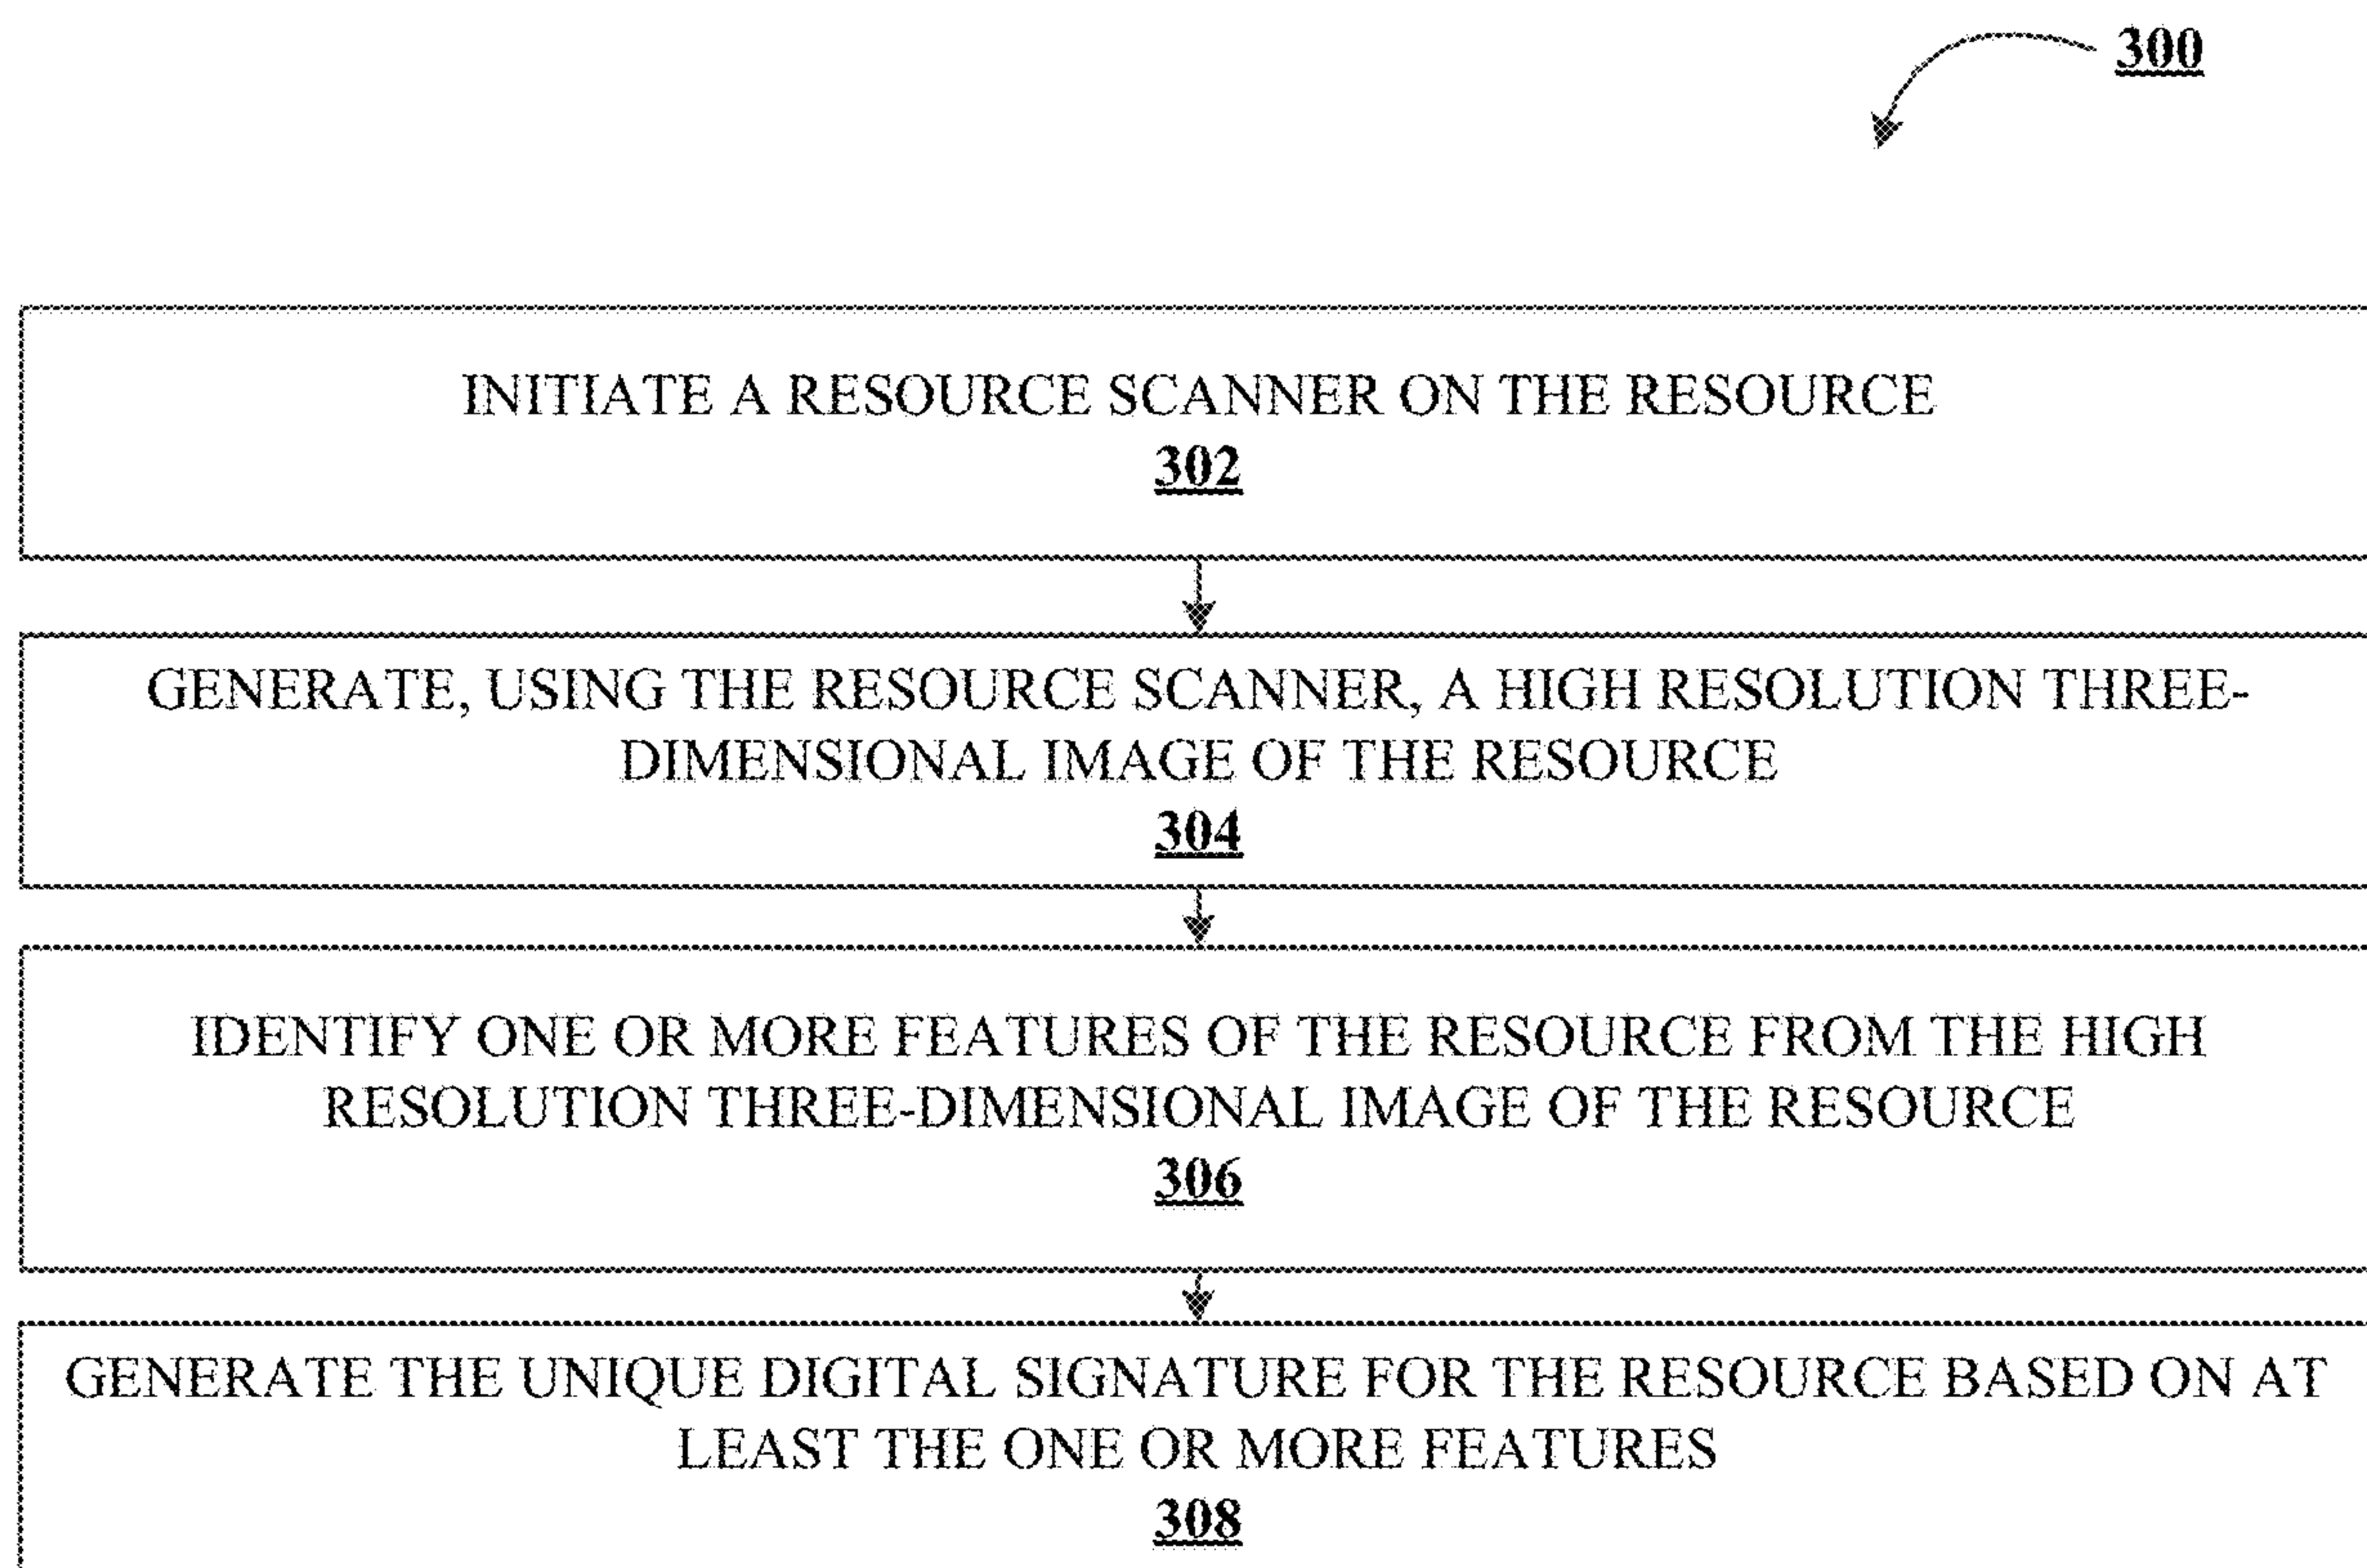 300
INITIATE A RESOURCE SCANNER ON THE RESOURCE
302
GENERATE, USING THE RESOURCE SCANNER, A HIGH RESOLUTION THREE-
DIMENSIONAL IMAGE OF THE RESOURCE
304
IDENTIFY ONE OR MORE FEATURES OF THE RESOURCE FROM THE HIGH
RESOLUTION THREE-DIMENSIONAL IMAGE OF THE RESOURCE
306
GENERATE THE UNIQUE DIGITAL SIGNATURE FOR THE RESOURCE BASED ON AT
LEAST THE ONE OR MORE FEATURES
308